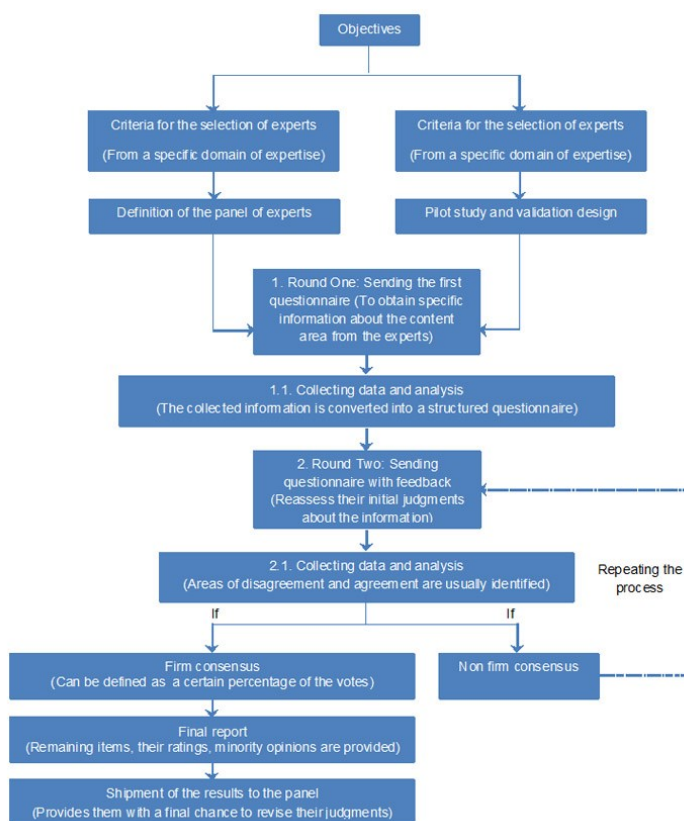 Objectives
Criteria for the selection of experts
(From a specific domain of expertise)
Criteria for the selection of experts
(From a specific domain of expertise)
Definition of the panel of experts
Pilot study and validation design
1. Round One: Sending the first
questionnaire (To obtain specific
information about the content
area from the experts)
1.1. Collecting data and analysis
(The collected information is converted into a structured questionnaire)
2. Round Two: Sending
questionnaire with feedback
(Reassess their initial judgments
about the information)
2.1. Collecting data and analysis
(Areas of disagreement and agreement are usually identified)
Repeating the
process
If
If
Firm consensus
(Can be defined as a certain percentage of the votes)
Non firm consensus
Final report
(Remaining items, their ratings, minority opinions are provided)
Shipment of the results to the panel
(Provides them with a final chance to revise their judgments)